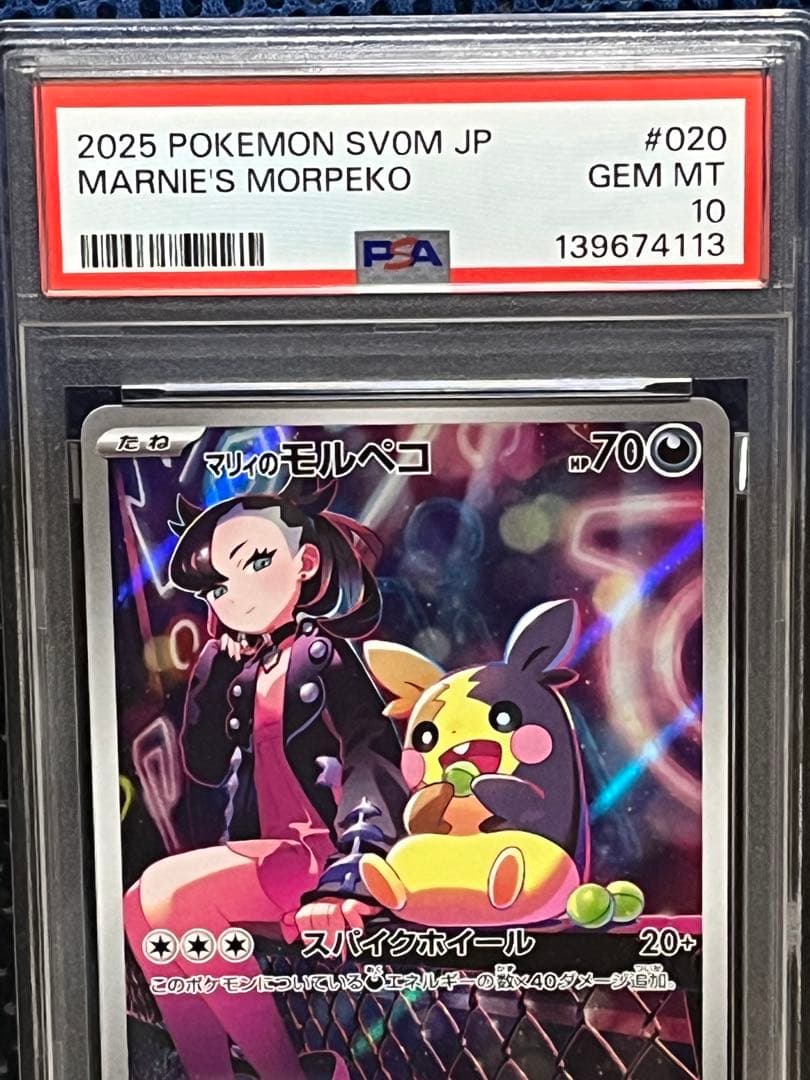 2025 POKEMON SV0M JP #020
MARNIE'S MORPEKO GEM MT
10
PSA 139674113
たね マリィのモルペコ HP70
スパイクホイール 20+
このポケモンについているエネルギーの数×40ダメージ追加。